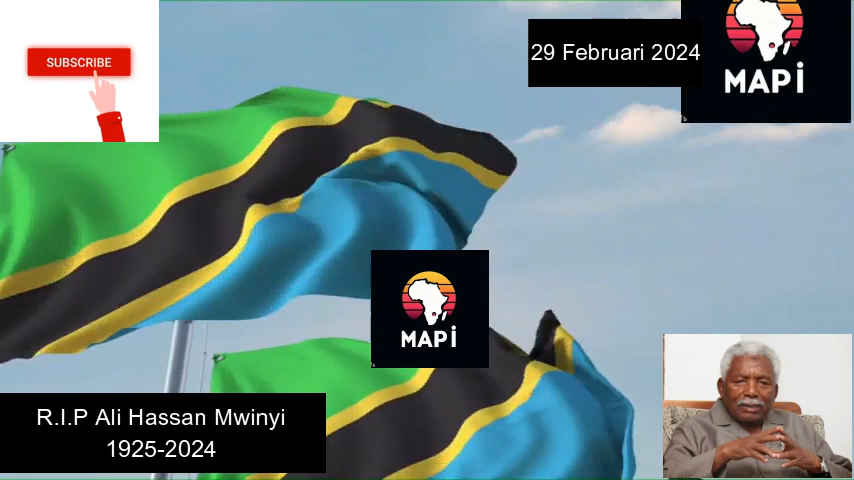 SUBSCRIBE
29 Februari 2024
MAPi
MAPi
R.I.P Ali Hassan Mwinyi
1925-2024